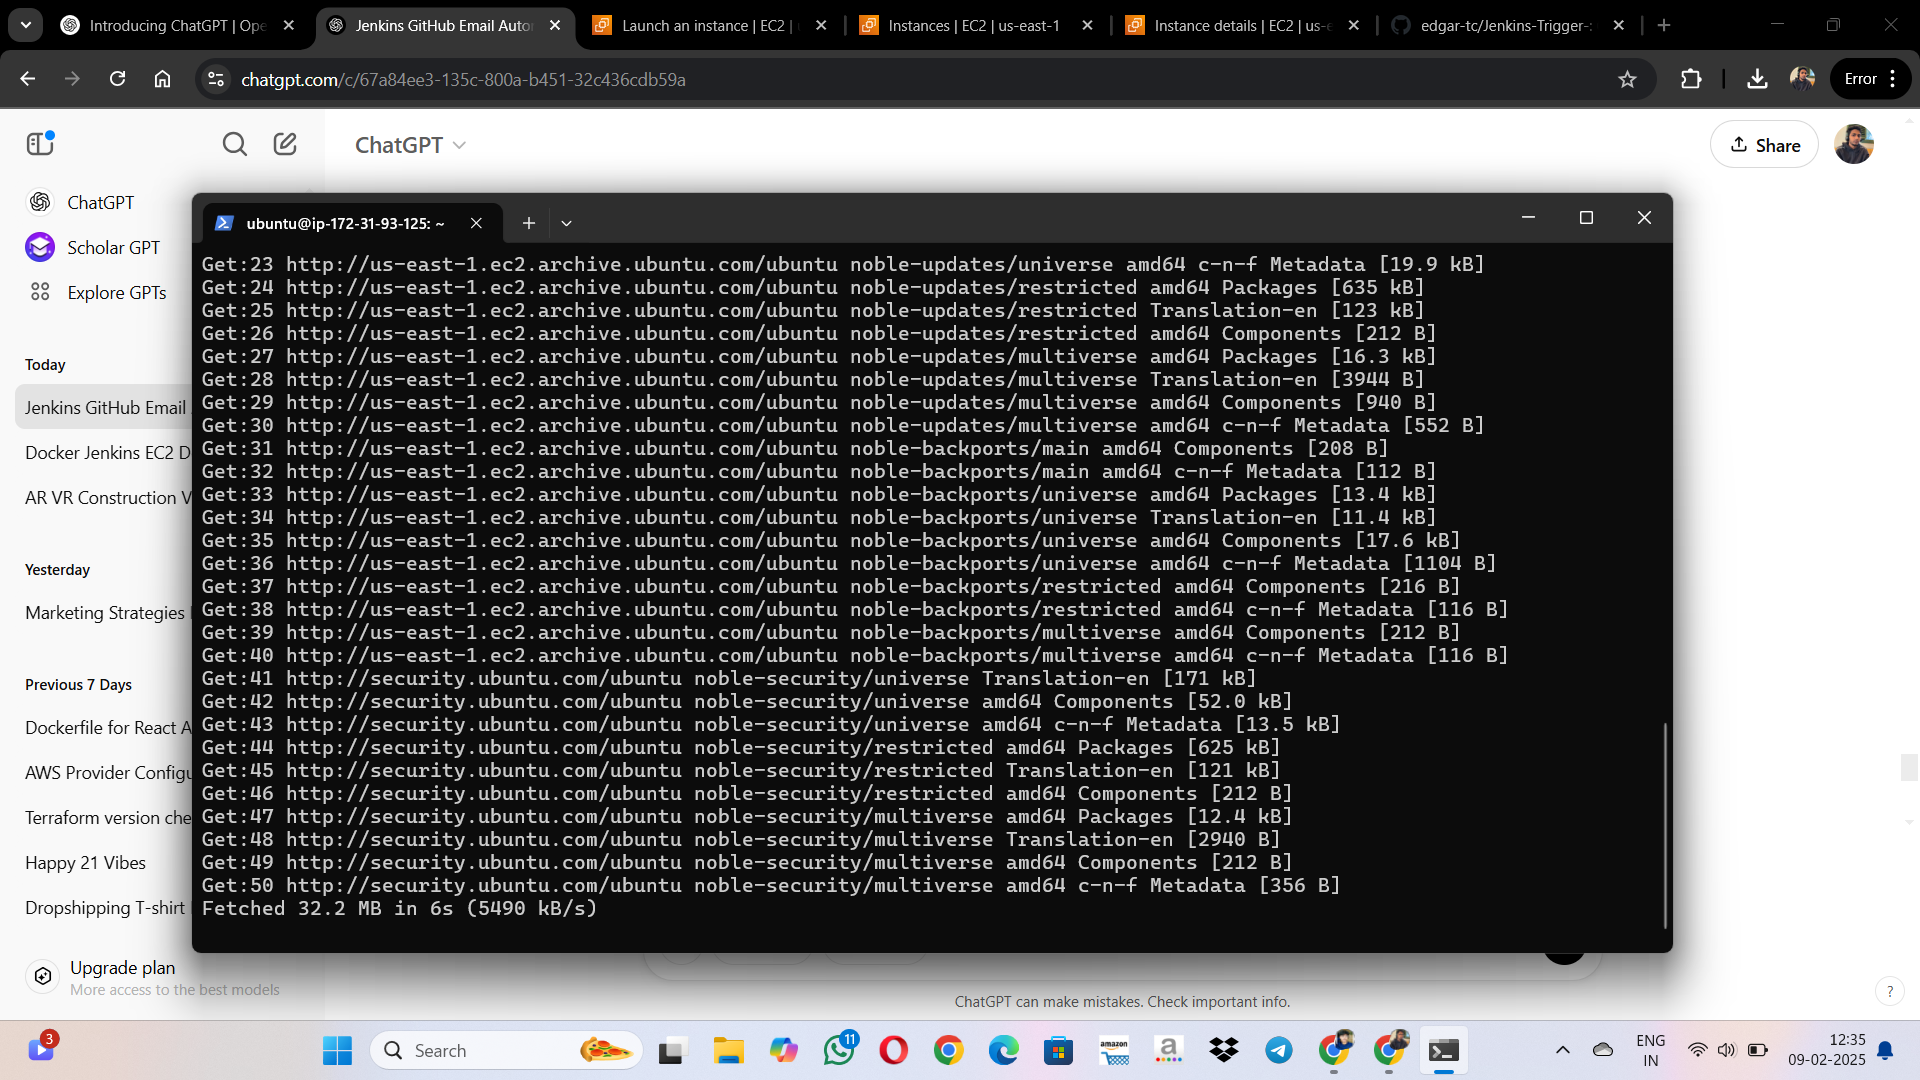 Introducing ChatGPT | Ope
Jenkins GitHub Email Auto
Launch an instance | EC2 |
Instances | EC2 | us-east-1
Instance details | EC2 | us-e
edgar-tc/Jenkins-Trigger-
chatgpt.com/c/67a84ee3-135c-800a-b451-32c436cdb59a
Error
ChatGPT
Share
ChatGPT
Scholar GPT
Explore GPTs
Today
Jenkins GitHub Email
Docker Jenkins EC2 D
AR VR Construction V
Yesterday
Marketing Strategies
Previous 7 Days
Dockerfile for React A
AWS Provider Configu
Terraform version che
Happy 21 Vibes
Dropshipping T-shirt
Upgrade plan
More access to the best models
ubuntu@ip-172-31-93-125: ~
Get:23 http://us-east-1.ec2.archive.ubuntu.com/ubuntu noble-updates/universe amd64 c-n-f Metadata [19.9 kB]
Get:24 http://us-east-1.ec2.archive.ubuntu.com/ubuntu noble-updates/restricted amd64 Packages [635 kB]
Get:25 http://us-east-1.ec2.archive.ubuntu.com/ubuntu noble-updates/restricted Translation-en [123 kB]
Get:26 http://us-east-1.ec2.archive.ubuntu.com/ubuntu noble-updates/restricted amd64 Components [212 B]
Get:27 http://us-east-1.ec2.archive.ubuntu.com/ubuntu noble-updates/multiverse amd64 Packages [16.3 kB]
Get:28 http://us-east-1.ec2.archive.ubuntu.com/ubuntu noble-updates/multiverse Translation-en [3944 B]
Get:29 http://us-east-1.ec2.archive.ubuntu.com/ubuntu noble-updates/multiverse amd64 Components [940 B]
Get:30 http://us-east-1.ec2.archive.ubuntu.com/ubuntu noble-updates/multiverse amd64 c-n-f Metadata [552 B]
Get:31 http://us-east-1.ec2.archive.ubuntu.com/ubuntu noble-backports/main amd64 Components [208 B]
Get:32 http://us-east-1.ec2.archive.ubuntu.com/ubuntu noble-backports/main amd64 c-n-f Metadata [112 B]
Get:33 http://us-east-1.ec2.archive.ubuntu.com/ubuntu noble-backports/universe amd64 Packages [13.4 kB]
Get:34 http://us-east-1.ec2.archive.ubuntu.com/ubuntu noble-backports/universe Translation-en [11.4 kB]
Get:35 http://us-east-1.ec2.archive.ubuntu.com/ubuntu noble-backports/universe amd64 Components [17.6 kB]
Get:36 http://us-east-1.ec2.archive.ubuntu.com/ubuntu noble-backports/universe amd64 c-n-f Metadata [1104 B]
Get:37 http://us-east-1.ec2.archive.ubuntu.com/ubuntu noble-backports/restricted amd64 Components [216 B]
Get:38 http://us-east-1.ec2.archive.ubuntu.com/ubuntu noble-backports/restricted amd64 c-n-f Metadata [116 B]
Get:39 http://us-east-1.ec2.archive.ubuntu.com/ubuntu noble-backports/multiverse amd64 Components [212 B]
Get:40 http://us-east-1.ec2.archive.ubuntu.com/ubuntu noble-backports/multiverse amd64 c-n-f Metadata [116 B]
Get:41 http://security.ubuntu.com/ubuntu noble-security/universe Translation-en [171 kB]
Get:42 http://security.ubuntu.com/ubuntu noble-security/universe amd64 Components [52.0 kB]
Get:43 http://security.ubuntu.com/ubuntu noble-security/universe amd64 c-n-f Metadata [13.5 kB]
Get:44 http://security.ubuntu.com/ubuntu noble-security/restricted amd64 Packages [625 kB]
Get:45 http://security.ubuntu.com/ubuntu noble-security/restricted Translation-en [121 kB]
Get:46 http://security.ubuntu.com/ubuntu noble-security/restricted amd64 Components [212 B]
Get:47 http://security.ubuntu.com/ubuntu noble-security/multiverse amd64 Packages [12.4 kB]
Get:48 http://security.ubuntu.com/ubuntu noble-security/multiverse Translation-en [2940 B]
Get:49 http://security.ubuntu.com/ubuntu noble-security/multiverse amd64 Components [212 B]
Get:50 http://security.ubuntu.com/ubuntu noble-security/multiverse amd64 c-n-f Metadata [356 B]
Fetched 32.2 MB in 6s (5490 kB/s)
ChatGPT can make mistakes. Check important info.
?
3
Search
11
amazon
a
ENG
IN
12:35
09-02-2025